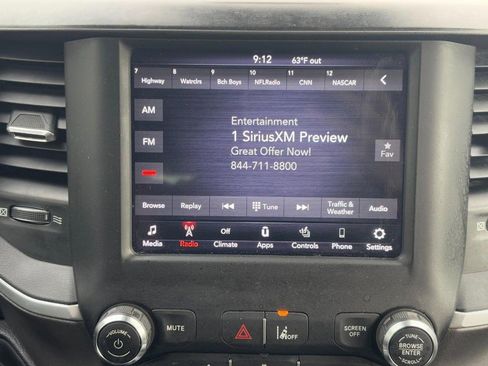 9:12 63°F out
7 8 9 10 11 12
Highway Watrclrs Bch Boys NFLRadio CNN NASCAR
AM
Entertainment
1 SiriusXM Preview
FM
Great Offer Now!
Fav
844-711-8800
Browse Replay Tune Traffic & Weather Audio
Off
Media Radio Climate Apps Controls Phone Settings
VOLUME
MUTE
OFF
SCREEN OFF
TUNE
BROWSE
ENTER
SCROLL